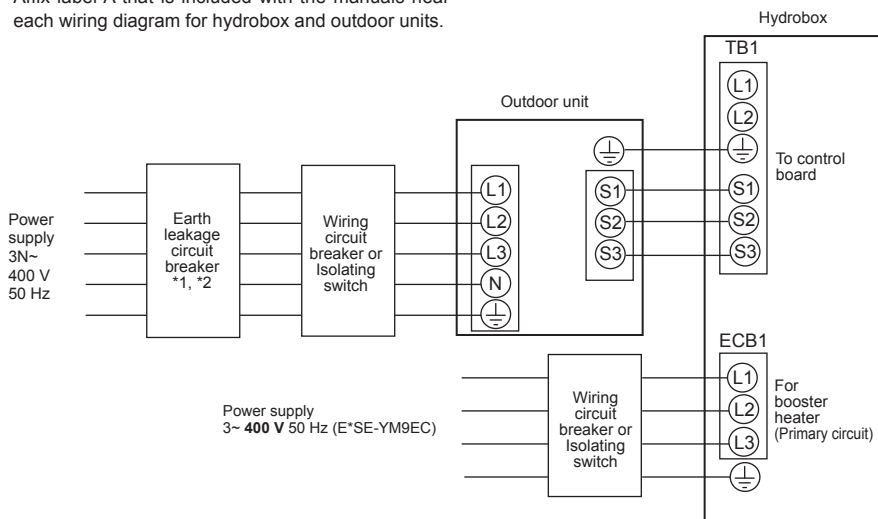 Affix label A that is included with the manuals near
each wiring diagram for hydrobox and outdoor units.
Hydrobox
TB1
L1
L2
To control
board
S1
S2
S3
Outdoor unit
S1
S2
S3
L1
L2
L3
N
Power
supply
3N~
400 V
50 Hz
Earth
leakage
circuit
breaker
*1, *2
Wiring
circuit
breaker or
Isolating
switch
ECB1
L1
L2
L3
For
booster
heater
(Primary circuit)
Power supply
3~ 400 V 50 Hz (E*SE-YM9EC)
Wiring
circuit
breaker or
Isolating
switch